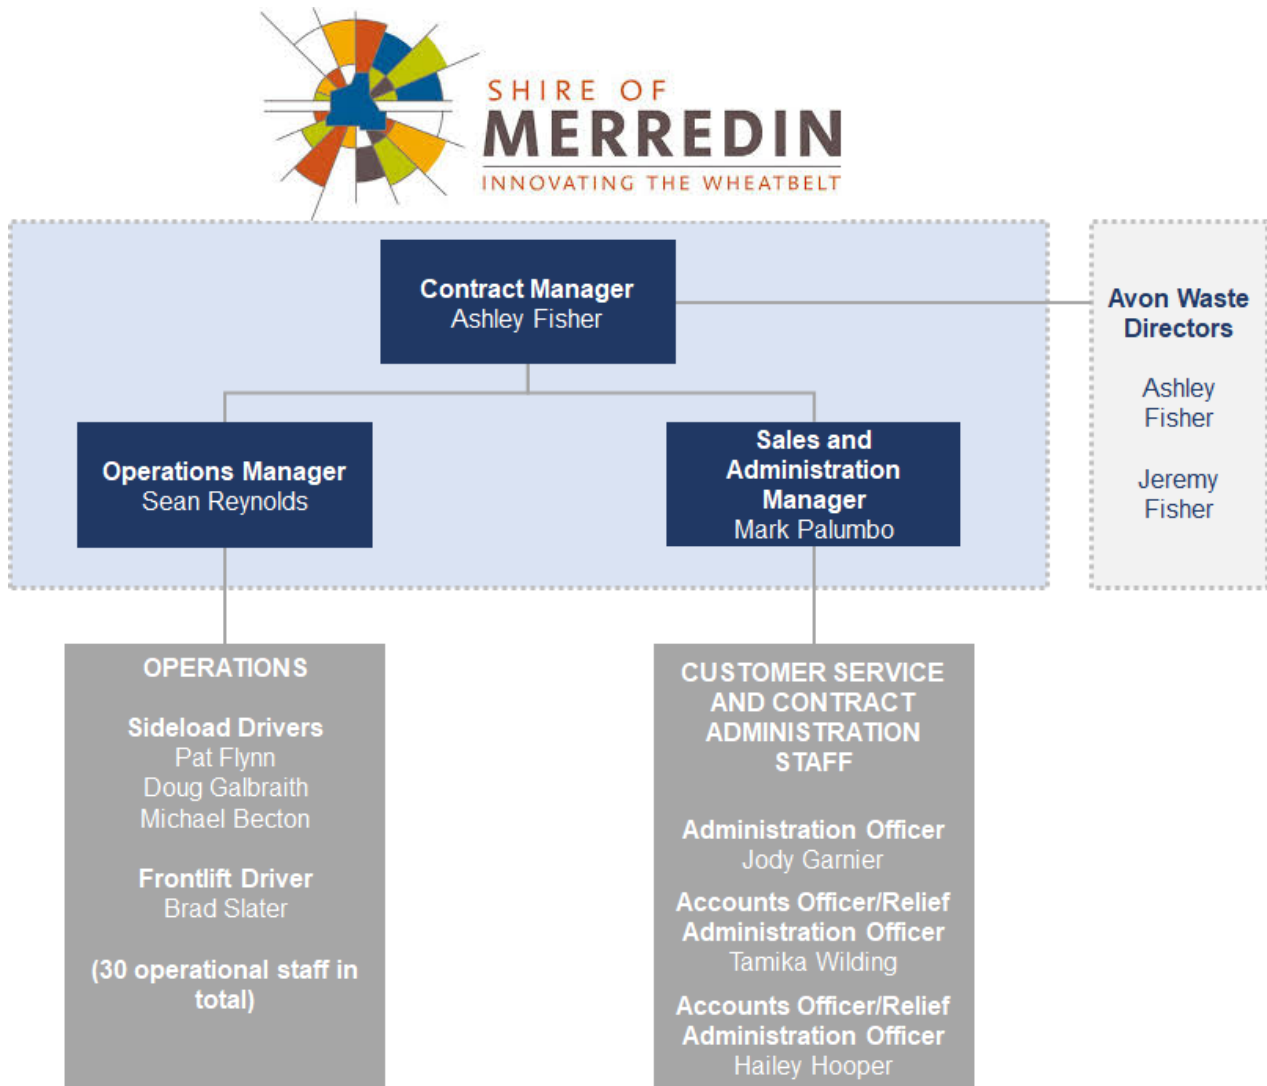 SHIRE OF
MERREDIN
INNOVATING THE WHEATBELT
Contract Manager
Ashley Fisher
Avon Waste
Directors
Ashley
Fisher
Jeremy
Fisher
Operations Manager
Sean Reynolds
Sales and
Administration
Manager
Mark Palumbo
OPERATIONS
Sideload Drivers
Pat Flynn
Doug Galbraith
Michael Becton
Frontlift Driver
Brad Slater
(30 operational staff in
total)
CUSTOMER SERVICE
AND CONTRACT
ADMINISTRATION
STAFF
Administration Officer
Jody Garnier
Accounts Officer/Relief
Administration Officer
Tamika Wilding
Accounts Officer/Relief
Administration Officer
Hailey Hooper